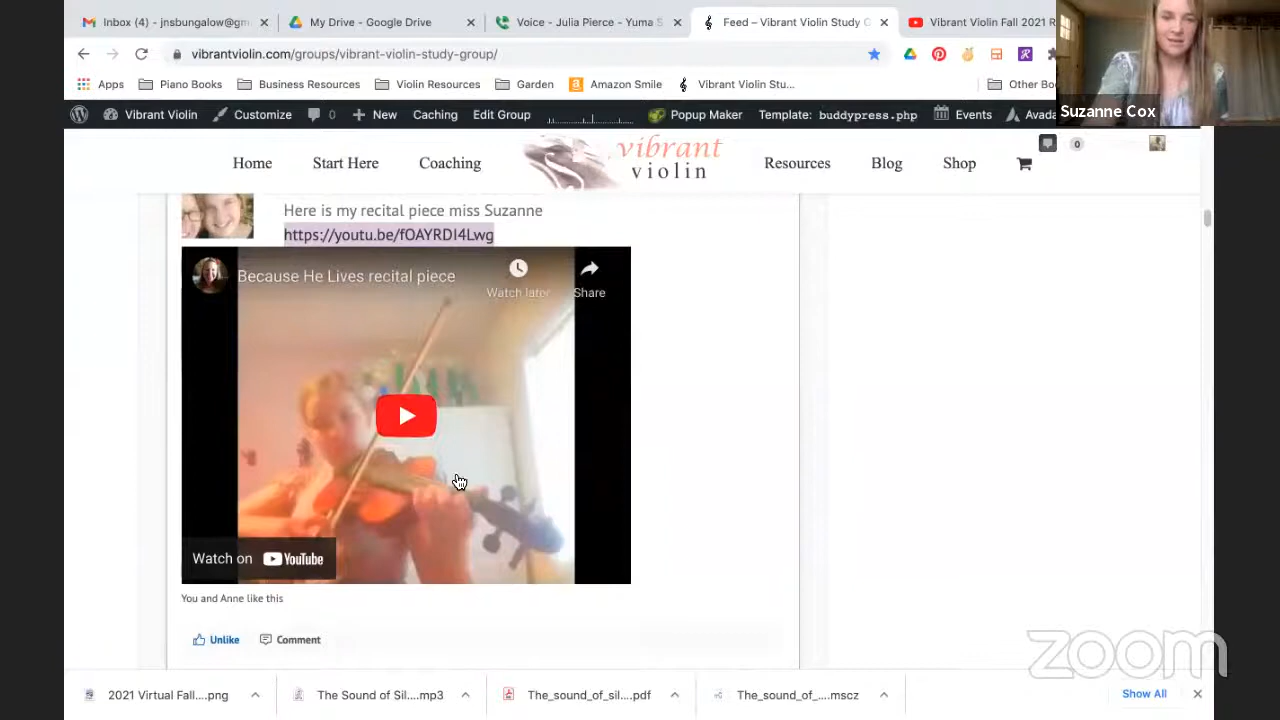 Inbox (4) - jnsbungalow@gm
My Drive - Google Drive
Voice - Julia Pierce - Yuma S
Feed – Vibrant Violin Study G
Vibrant Violin Fall 2021 R
vibrantviolin.com/groups/vibrant-violin-study-group/
Apps
Piano Books
Business Resources
Violin Resources
Garden
Amazon Smile
Vibrant Violin Stu...
Other Bo
Suzanne Cox
Vibrant Violin
Customize
0
New
Caching
Edit Group
Popup Maker
Template: buddypress.php
Events
Avada
Home
Start Here
Coaching
vibrant
violin
Resources
Blog
Shop
0
Here is my recital piece miss Suzanne
https://youtu.be/fOAYRDI4Lwg
Because He Lives recital piece
Watch later
Share
Watch on YouTube
You and Anne like this
Unlike
Comment
zoom
2021 Virtual Fall....png
The Sound of Sil....mp3
The_sound_of_sil....pdf
The_sound_of_....mscz
Show All